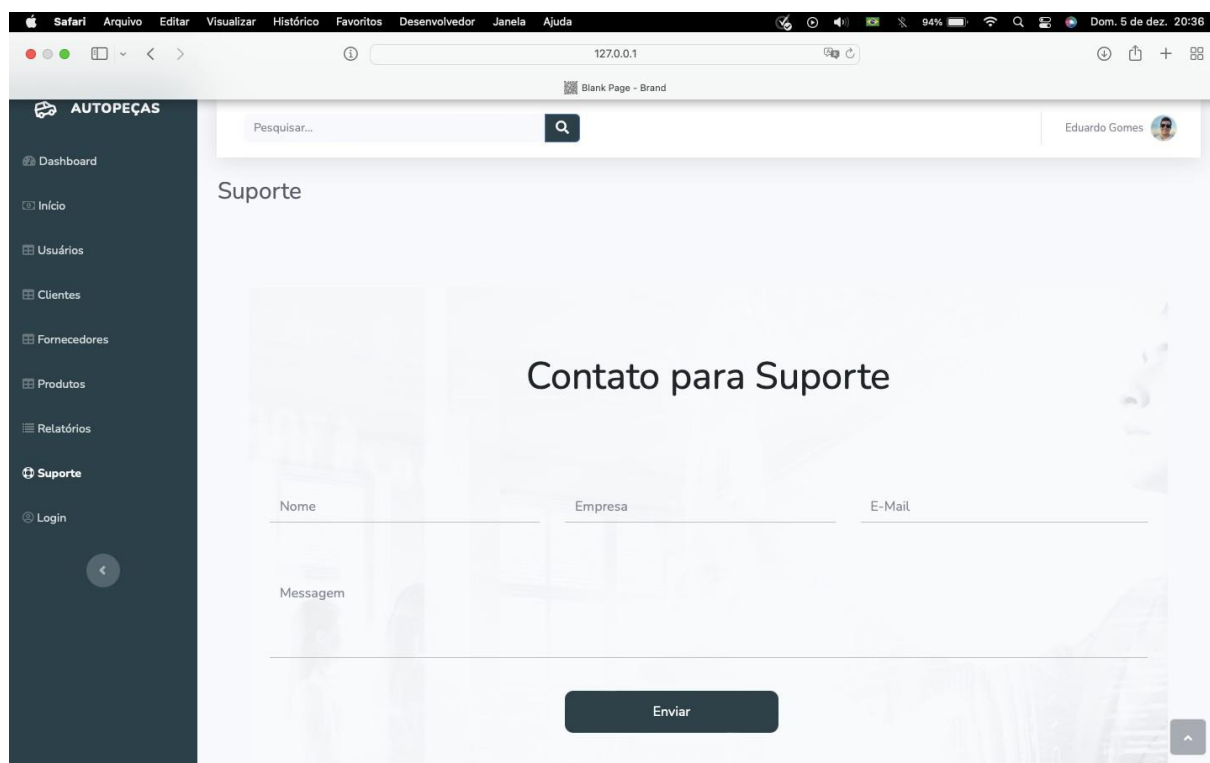 Safari Arquivo Editar Visualizar Histórico Favoritos Desenvolvedor Janela Ajuda 94% Dom. 5 de dez. 20:36
127.0.0.1
Blank Page - Brand
AUTOPEÇAS
Pesquisar...
Eduardo Gomes
Dashboard
Início
Usuários
Clientes
Fornecedores
Produtos
Relatórios
Suporte
Login
Suporte
Contato para Suporte
Nome Empresa E-Mail
Messagem
Enviar